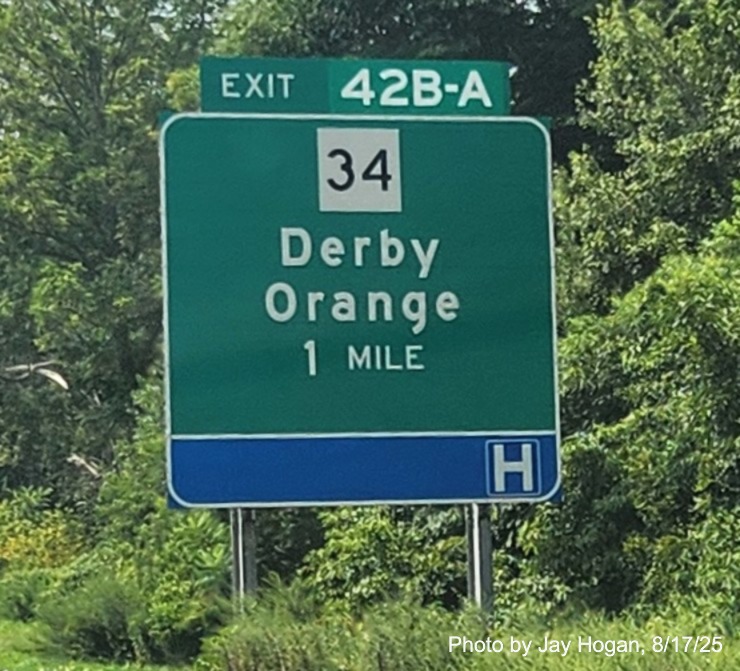 EXIT 42B-A
34
Derby
Orange
1 MILE
H
Photo by Jay Hogan, 8/17/25